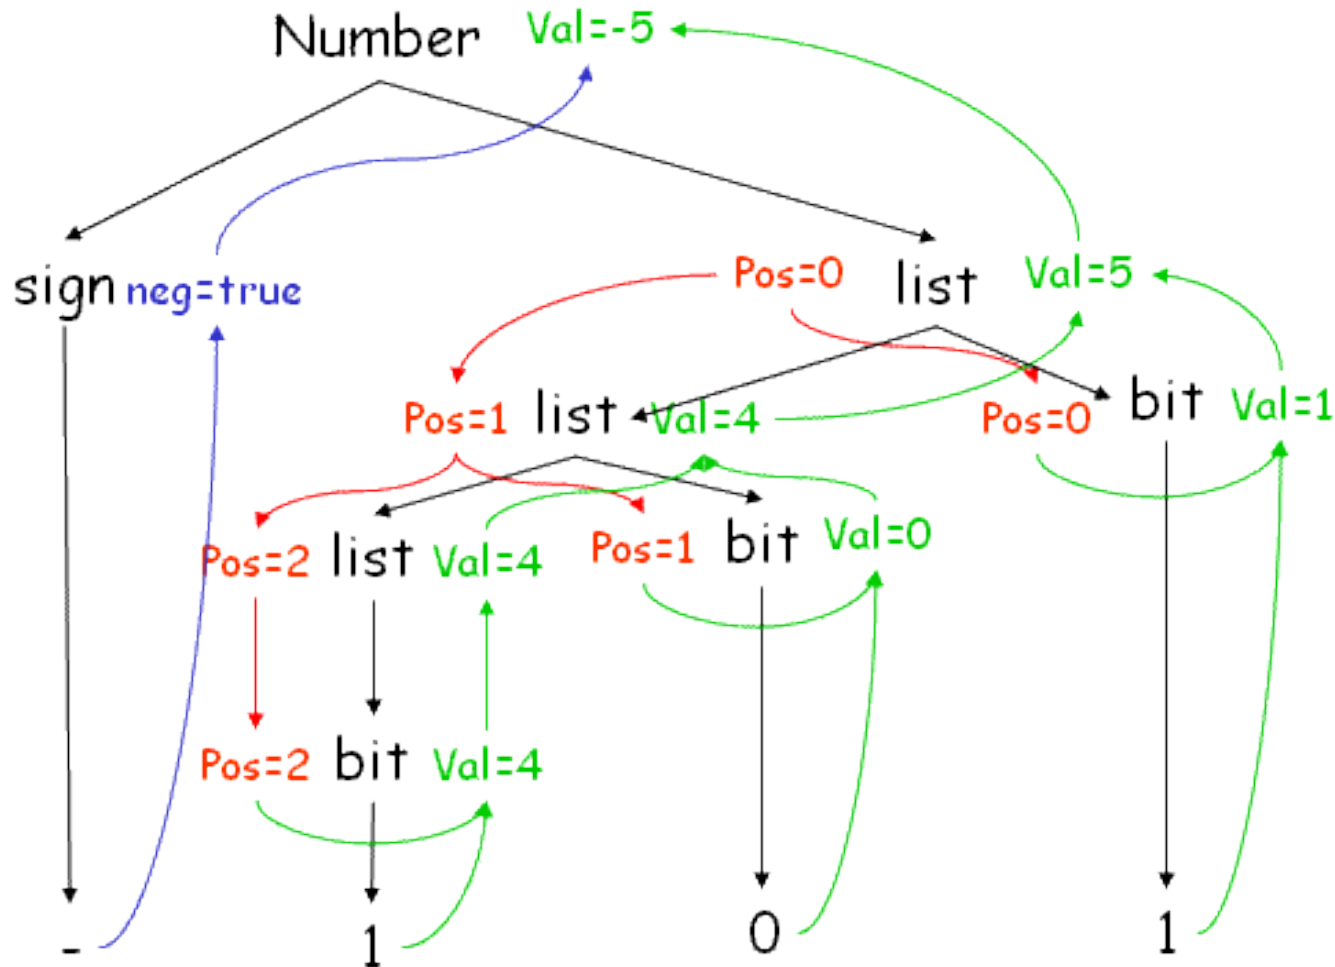 Number Val=-5
sign neg=true Pos=0 list Val=5
Pos=1 list Val=4 Pos=0 bit Val=1
Pos=2 list Val=4 Pos=1 bit Val=0
Pos=2 bit Val=4
- 1 0 1